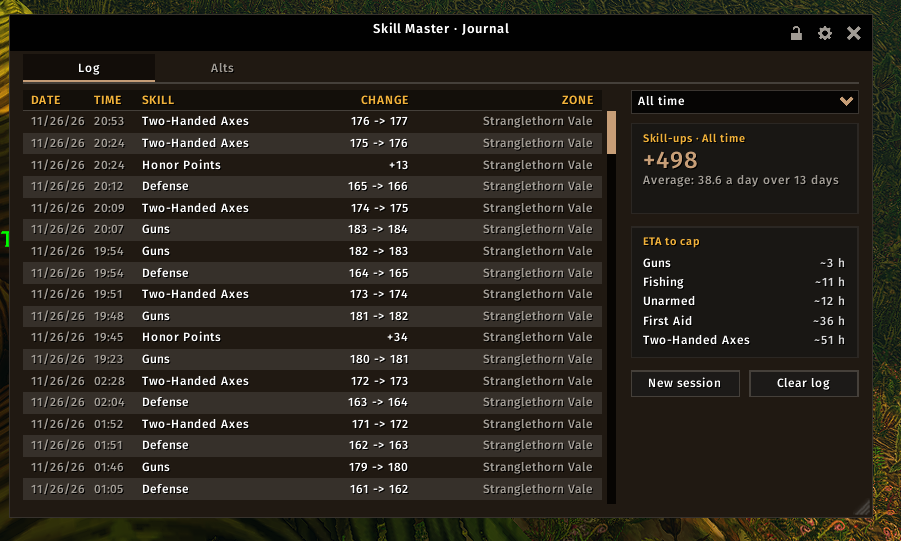 Skill Master · Journal
Log Alts
DATE TIME SKILL CHANGE ZONE
11/26/26 20:53 Two-Handed Axes 176 -> 177 Stranglethorn Vale
11/26/26 20:24 Two-Handed Axes 175 -> 176 Stranglethorn Vale
11/26/26 20:24 Honor Points +13 Stranglethorn Vale
11/26/26 20:12 Defense 165 -> 166 Stranglethorn Vale
11/26/26 20:09 Two-Handed Axes 174 -> 175 Stranglethorn Vale
11/26/26 20:07 Guns 183 -> 184 Stranglethorn Vale
11/26/26 19:54 Guns 182 -> 183 Stranglethorn Vale
11/26/26 19:54 Defense 164 -> 165 Stranglethorn Vale
11/26/26 19:51 Two-Handed Axes 173 -> 174 Stranglethorn Vale
11/26/26 19:48 Guns 181 -> 182 Stranglethorn Vale
11/26/26 19:45 Honor Points +34 Stranglethorn Vale
11/26/26 19:23 Guns 180 -> 181 Stranglethorn Vale
11/26/26 02:28 Two-Handed Axes 172 -> 173 Stranglethorn Vale
11/26/26 02:04 Defense 163 -> 164 Stranglethorn Vale
11/26/26 01:52 Two-Handed Axes 171 -> 172 Stranglethorn Vale
11/26/26 01:51 Defense 162 -> 163 Stranglethorn Vale
11/26/26 01:46 Guns 179 -> 180 Stranglethorn Vale
11/26/26 01:05 Defense 161 -> 162 Stranglethorn Vale
All time
Skill-ups · All time
+498
Average: 38.6 a day over 13 days
ETA to cap
Guns ~3 h
Fishing ~11 h
Unarmed ~12 h
First Aid ~36 h
Two-Handed Axes ~51 h
New session Clear log